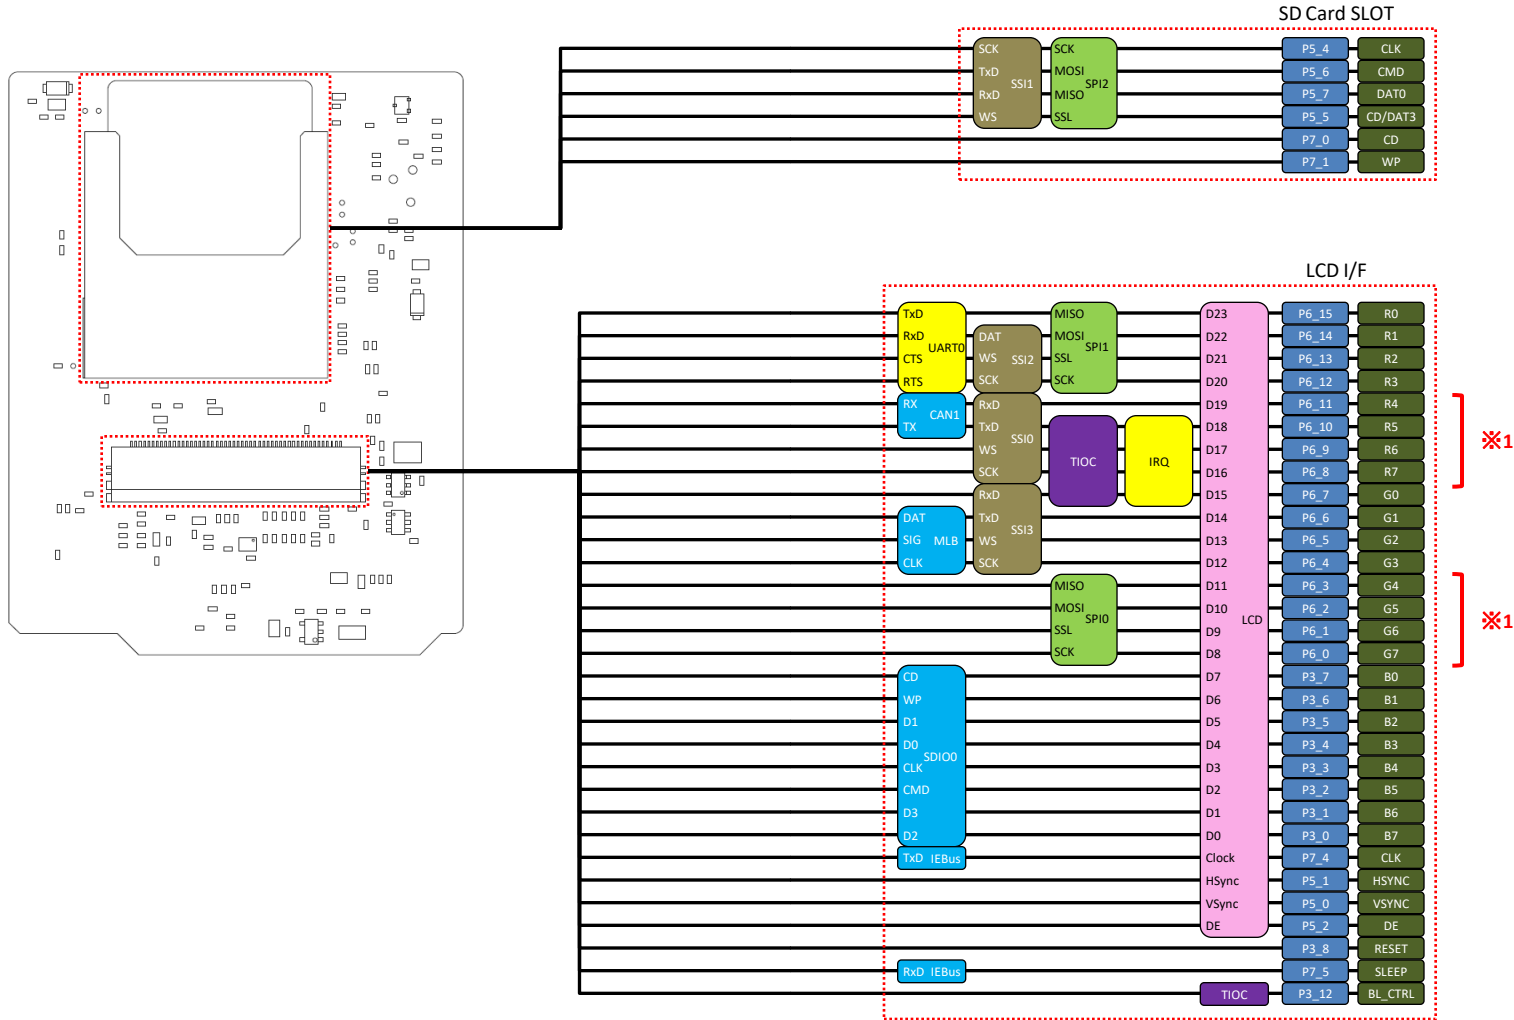 SD Card SLOT
SCK SCK P5_4 CLK
TxD MOSI P5_6 CMD
SSI1 SPI2
RxD MISO P5_7 DAT0
WS SSL P5_5 CD/DAT3
P7_0 CD
P7_1 WP
LCD I/F
TxD MISO D23 P6_15 R0
RxD DAT MOSI D22 P6_14 R1
UART0 SPI1
CTS WS SSI2 SSL D21 P6_13 R2
RTS SCK SCK D20 P6_12 R3
RX RxD D19 P6_11 R4
CAN1
TX TxD D18 P6_10 R5
※1
WS SSI0 TIOC IRQ D17 P6_9 R6
SCK D16 P6_8 R7
RxD D15 P6_7 G0
DAT TxD D14 P6_6 G1
SSI3
SIG MLB WS D13 P6_5 G2
CLK SCK D12 P6_4 G3
MISO D11 P6_3 G4
MOSI D10 P6_2 G5
SPI0 LCD ※1
SSL D9 P6_1 G6
SCK D8 P6_0 G7
CD D7 P3_7 B0
WP D6 P3_6 B1
D1 D5 P3_5 B2
D0 D4 P3_4 B3
SDIO0
CLK D3 P3_3 B4
CMD D2 P3_2 B5
D3 D1 P3_1 B6
D2 D0 P3_0 B7
TxD IEBus Clock P7_4 CLK
HSync P5_1 HSYNC
VSync P5_0 VSYNC
DE P5_2 DE
P3_8 RESET
RxD IEBus P7_5 SLEEP
TIOC P3_12 BL_CTRL